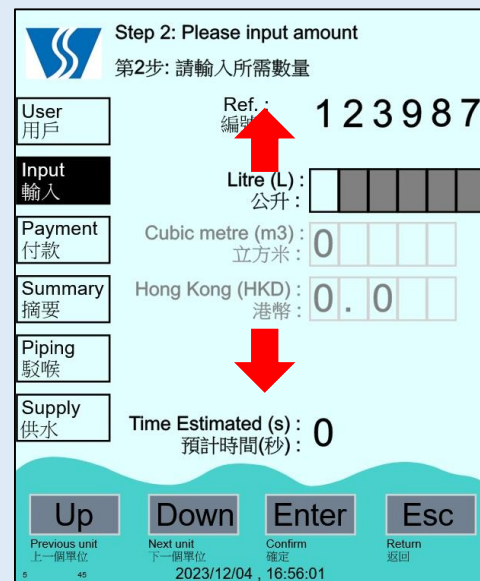 Step 2: Please input amount
第2步: 請輸入所需數量
User
用戶
Ref. :
編號
123987
Input
輸入
Litre (L) :
公升 :
Payment
付款
Cubic metre (m3) :
立方米 :
0
Summary
摘要
Hong Kong (HKD) :
港幣 :
0.0
Piping
駁喉
Supply
供水
Time Estimated (s) :
預計時間(秒) :
0
Up
Down
Enter
Esc
Previous unit
上一個單位
Next unit
下一個單位
Confirm
確定
Return
返回
5 45
2023/12/04 , 16:56:01